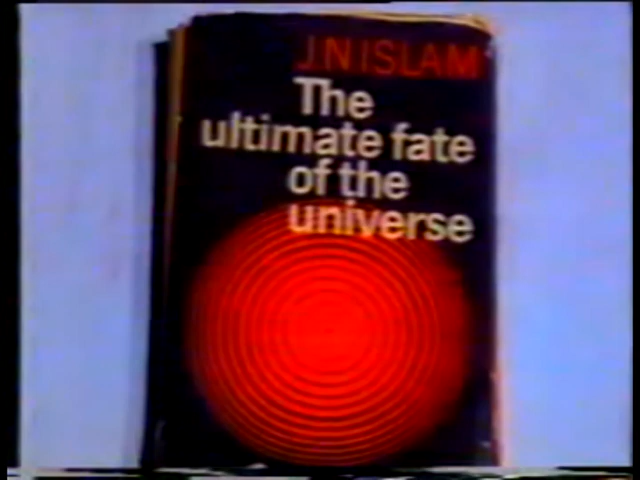 J.N ISLAM
The
ultimate fate
of the
universe